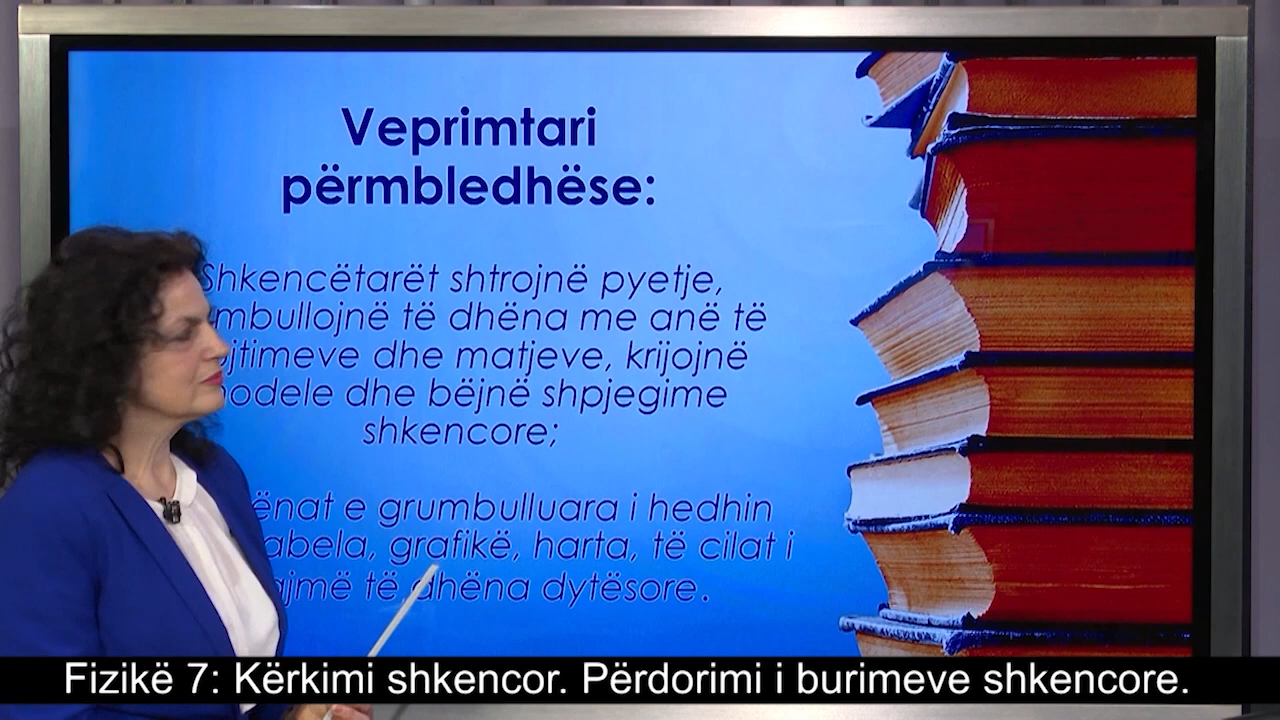 Veprimtari
përmbledhëse:
Shkencëtarët shtrojnë pyetje,
të dhëna me anë të
dhe matjeve, krijojnë
dhe bëjnë shpjegime
shkencore;
e grumbulluara i hedhin
grafikë, harta, të cilat i
të dhëna dytësore.
Fizikë 7: Kërkimi shkencor. Përdorimi i burimeve shkencore.